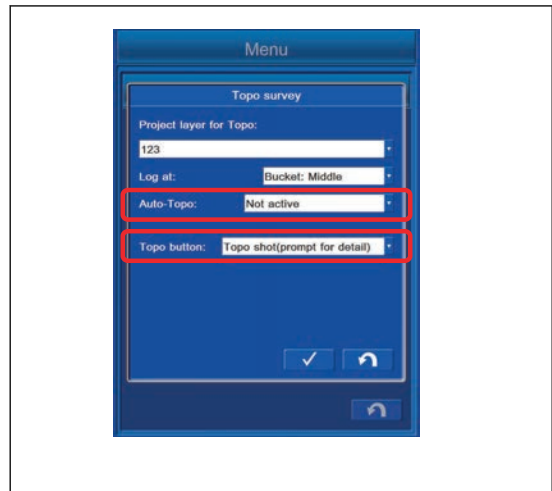 Menu
Topo survey
Project layer for Topo:
123
Log at: Bucket: Middle
Auto-Topo: Not active
Topo button: Topo shot(prompt for detail)